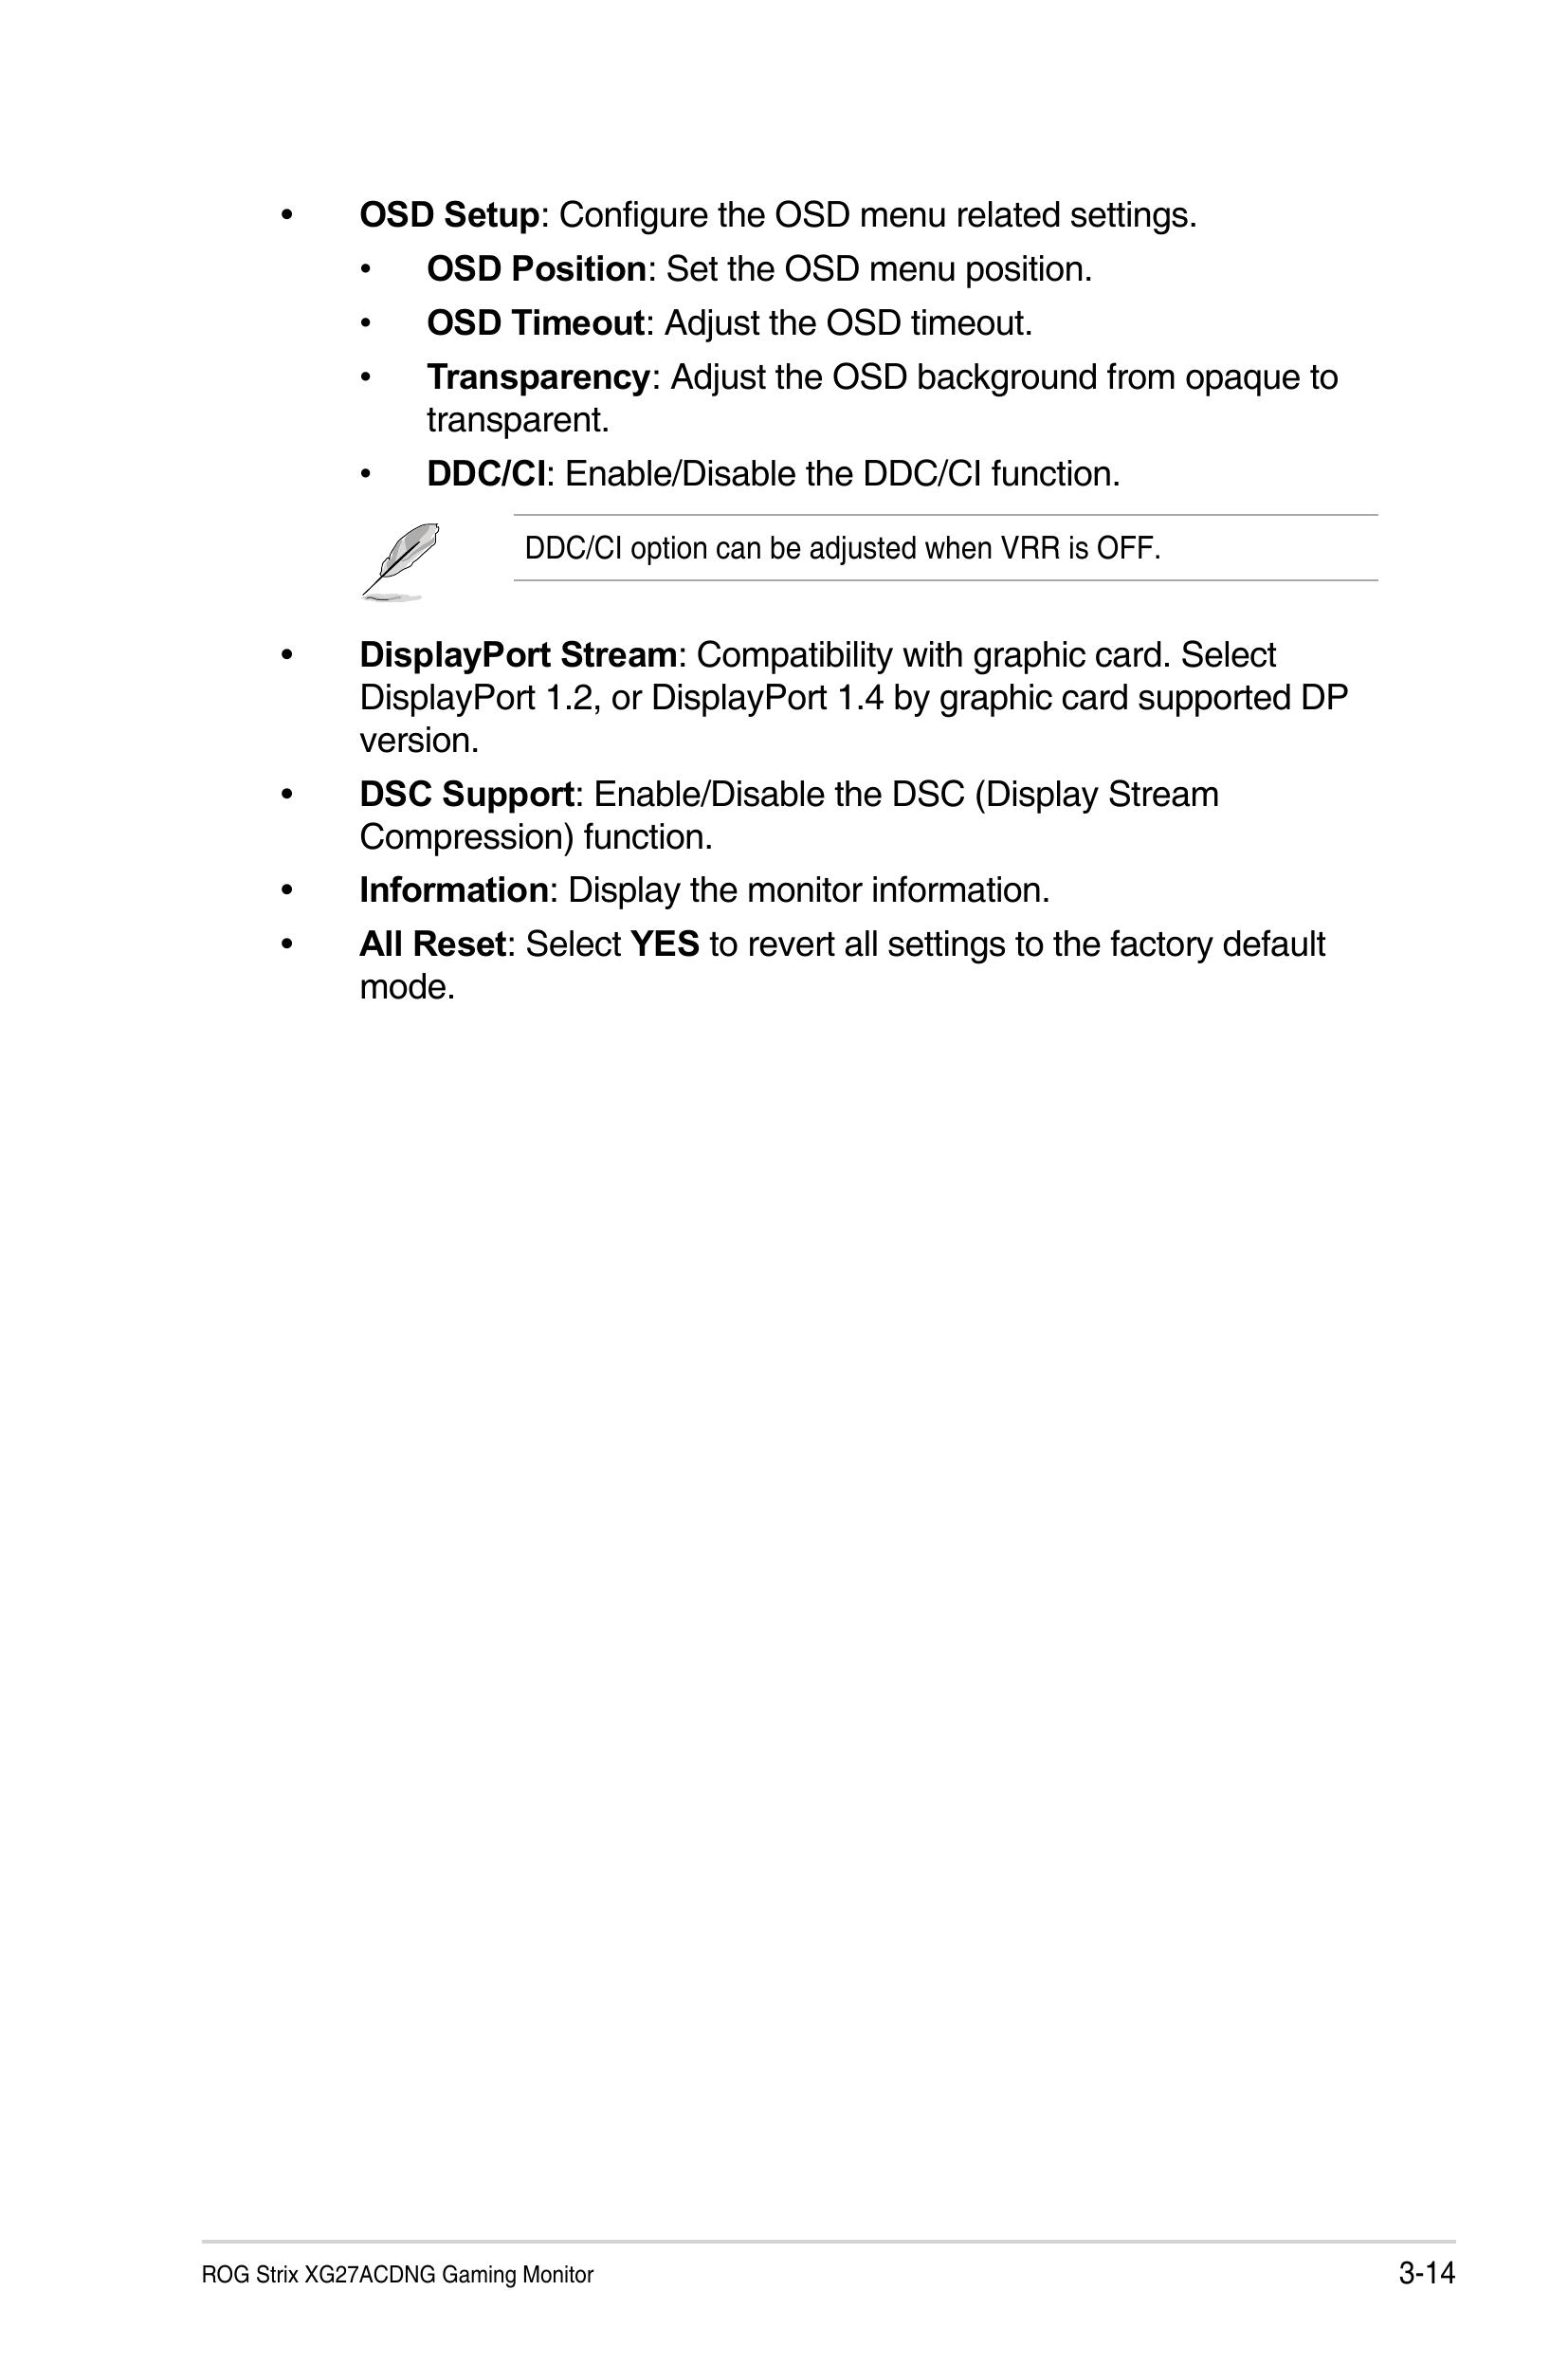 • OSD Setup: Configure the OSD menu related settings.
• OSD Position: Set the OSD menu position.
• OSD Timeout: Adjust the OSD timeout.
• Transparency: Adjust the OSD background from opaque to
transparent.
• DDC/CI: Enable/Disable the DDC/CI function.
DDC/CI option can be adjusted when VRR is OFF.
• DisplayPort Stream: Compatibility with graphic card. Select
DisplayPort 1.2, or DisplayPort 1.4 by graphic card supported DP
version.
• DSC Support: Enable/Disable the DSC (Display Stream
Compression) function.
• Information: Display the monitor information.
• All Reset: Select YES to revert all settings to the factory default
mode.
ROG Strix XG27ACDNG Gaming Monitor
3-14